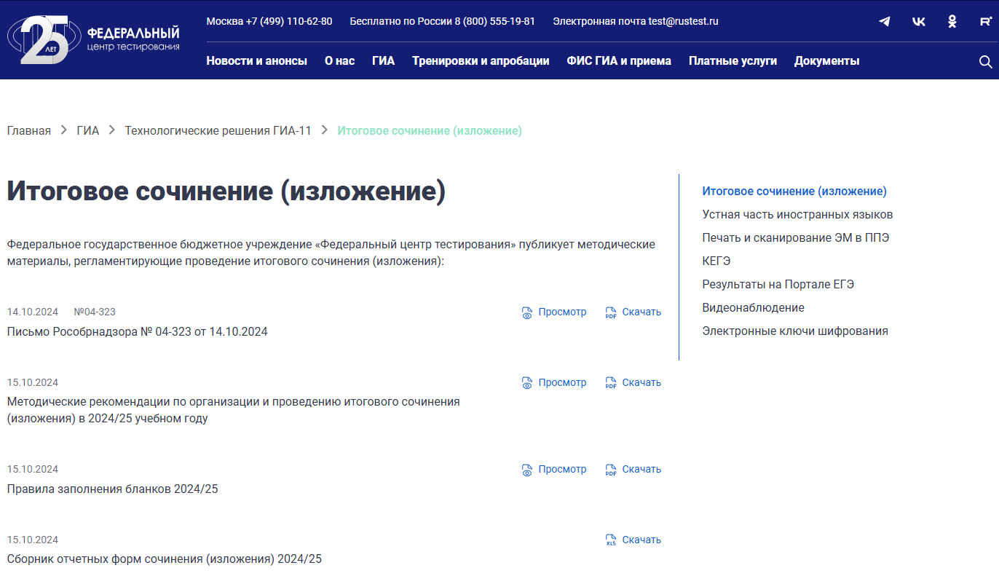 25 ЛЕТ
ФЕДЕРАЛЬНЫЙ
центр тестирования
Москва +7 (499) 110-62-80 Бесплатно по России 8 (800) 555-19-81 Электронная почта test@rustest.ru
Новости и анонсы О нас ГИА Тренировки и апробации ФИС ГИА и приема Платные услуги Документы
Главная ГИА Технологические решения ГИА-11 Итоговое сочинение (изложение)
Итоговое сочинение (изложение)
Федеральное государственное бюджетное учреждение «Федеральный центр тестирования» публикует методические
материалы, регламентирующие проведение итогового сочинения (изложения):
14.10.2024 №04-323 Просмотр PDF Скачать
Письмо Рособрнадзора № 04-323 от 14.10.2024
15.10.2024 Просмотр PDF Скачать
Методические рекомендации по организации и проведению итогового сочинения
(изложения) в 2024/25 учебном году
15.10.2024 Просмотр PDF Скачать
Правила заполнения бланков 2024/25
15.10.2024 XLS Скачать
Сборник отчетных форм сочинения (изложения) 2024/25
Итоговое сочинение (изложение)
Устная часть иностранных языков
Печать и сканирование ЭМ в ППЭ
КЕГЭ
Результаты на Портале ЕГЭ
Видеонаблюдение
Электронные ключи шифрования